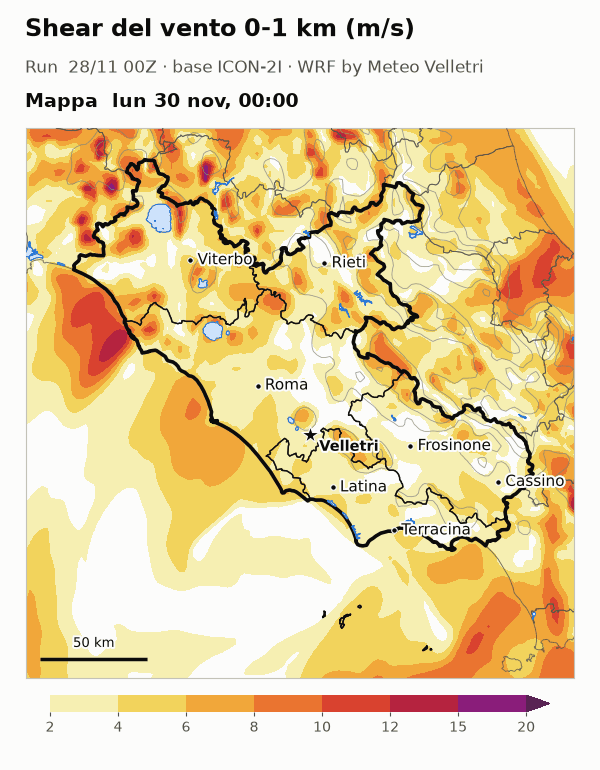 Shear del vento 0-1 km (m/s)
Run  28/11 00Z · base ICON-2I · WRF by Meteo Velletri
Mappa  lun 30 nov, 00:00
Viterbo
Rieti
Roma
Velletri
Frosinone
Latina
Cassino
Terracina
50 km
2 4 6 8 10 12 15 20